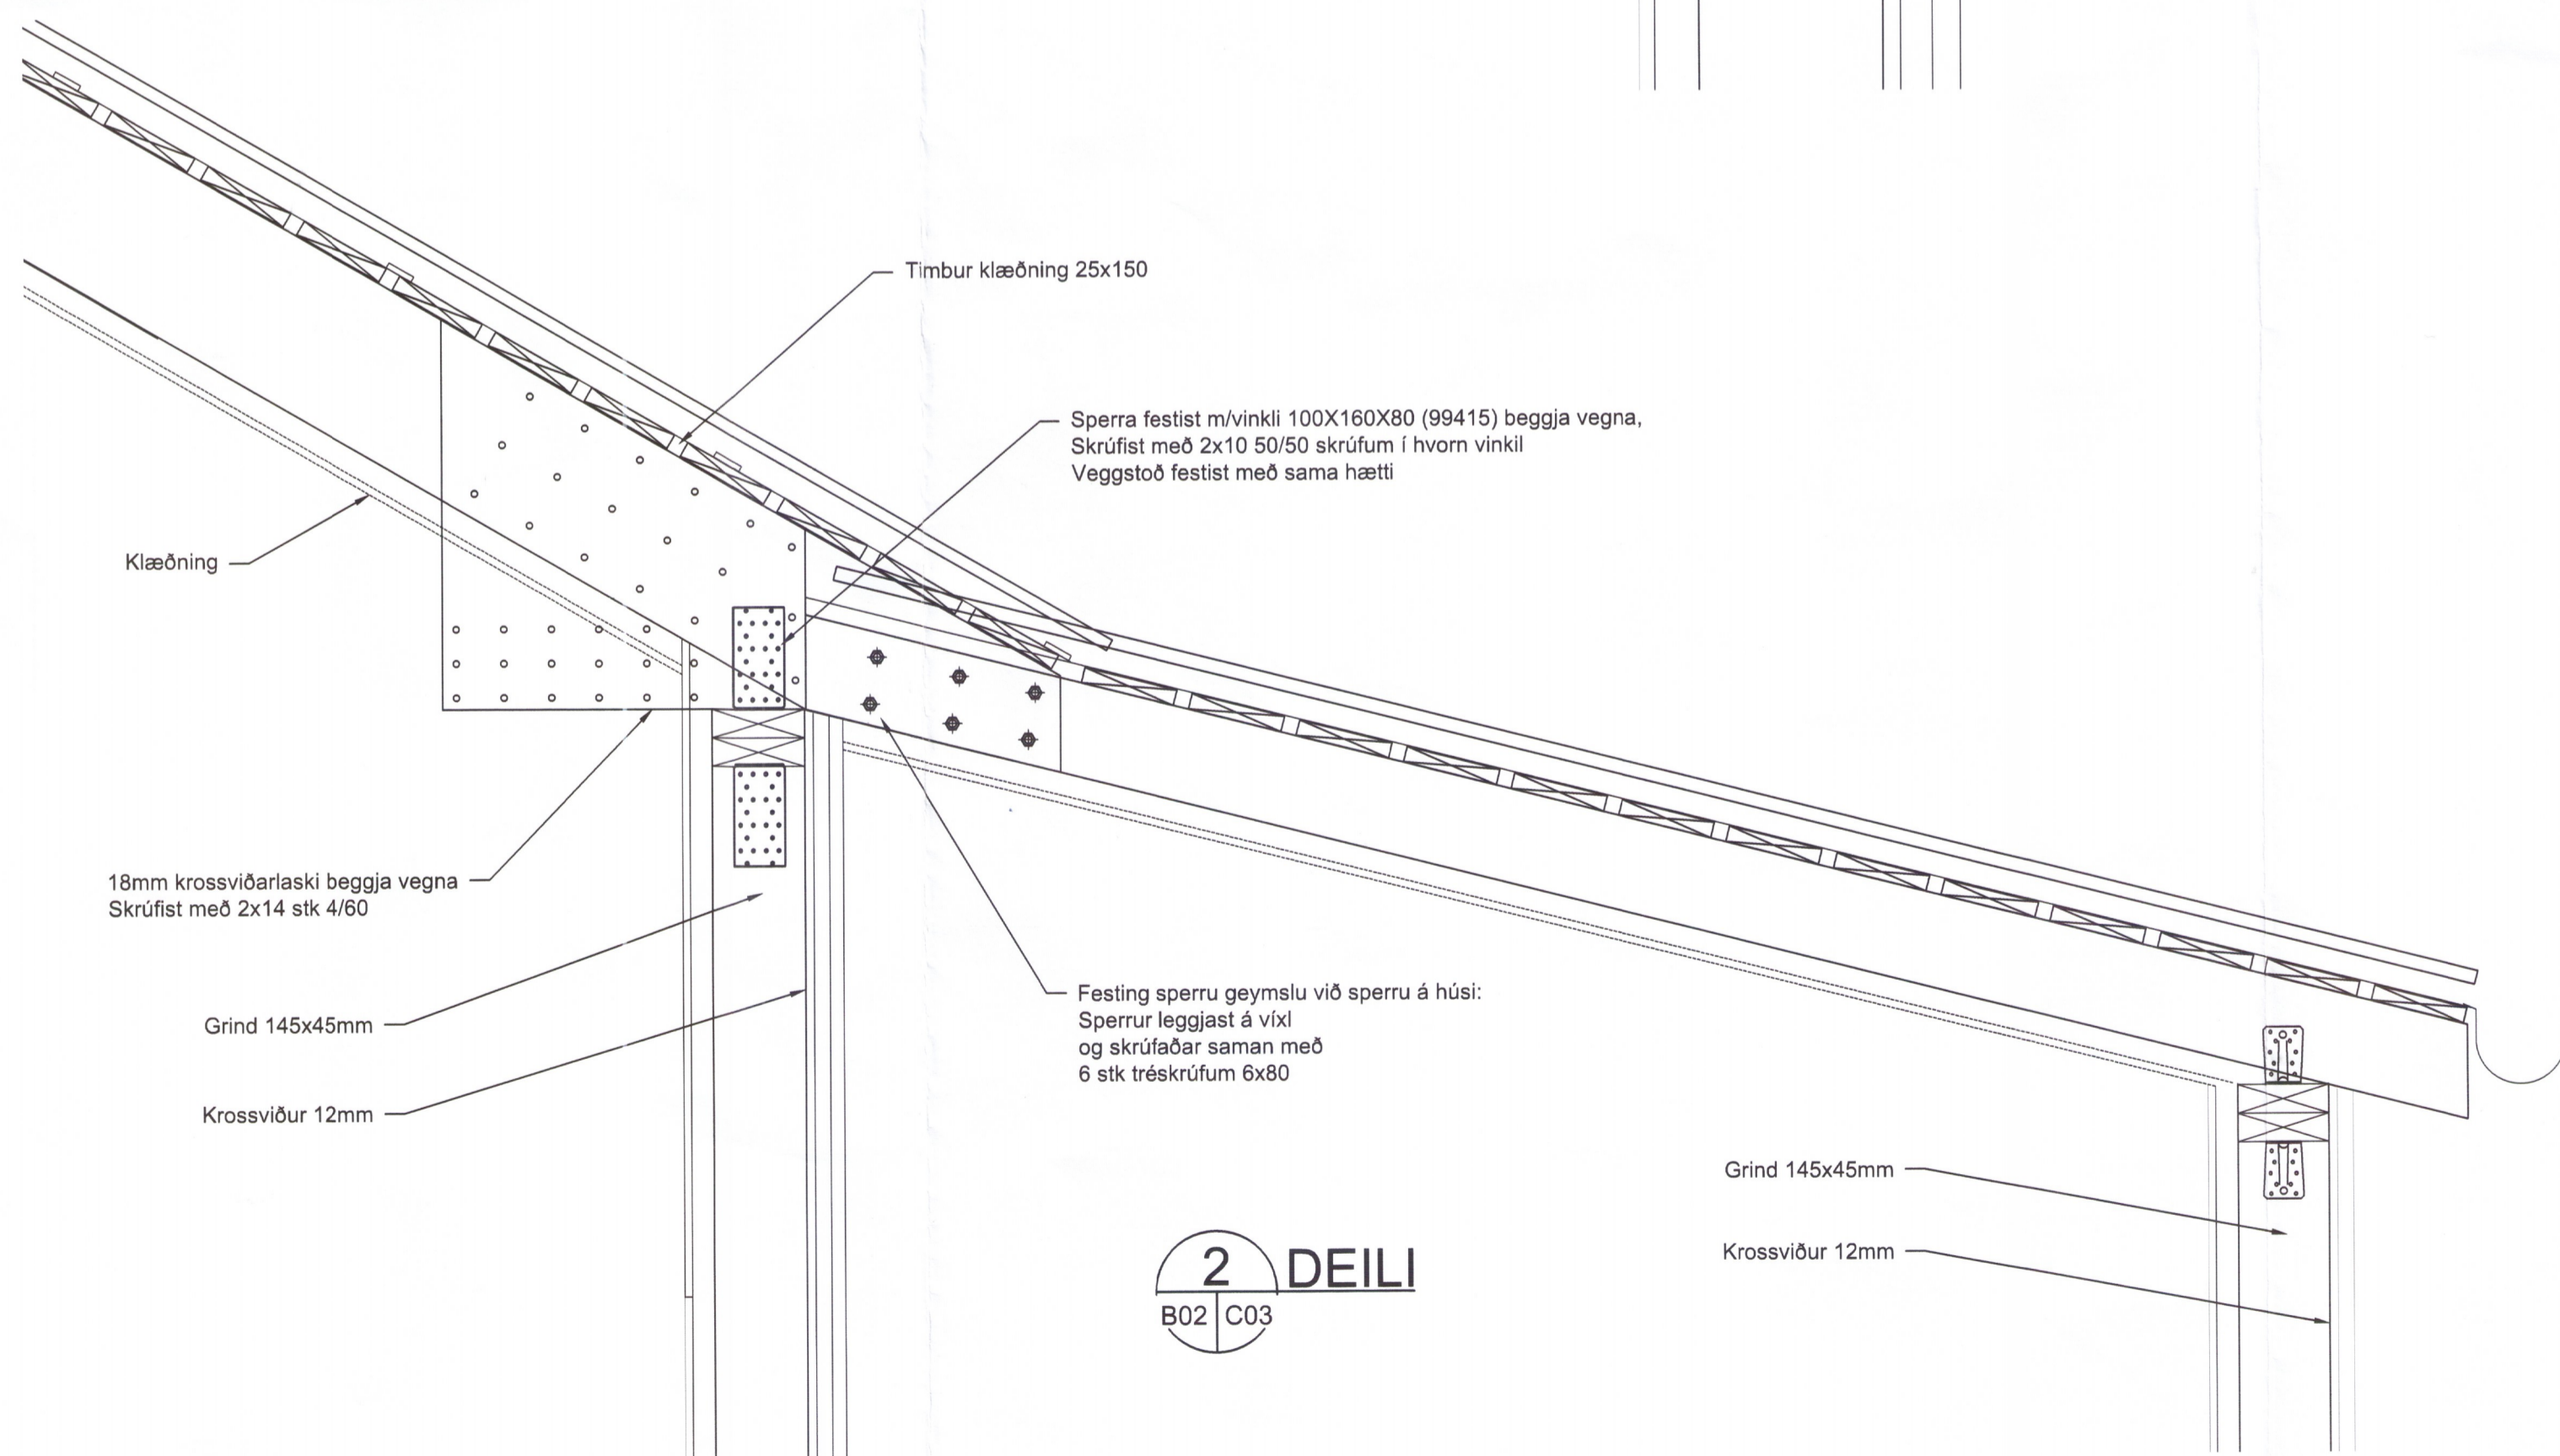 Timbur klæðning 25x150
Sperra festist m/vinkli 100X160X80 (99415) beggja vegna,
Skrúfist með 2x10 50/50 skrúfum í hvorn vinkil
Veggstoð festist með sama hætti
Klæðning
18mm krossviðarlaski beggja vegna
Skrúfist með 2x14 stk 4/60
Grind 145x45mm
Krossviður 12mm
Festing sperru geymslu við sperru á húsi:
Sperrur leggjast á víxl
og skrúfaðar saman með
6 stk tréskrúfum 6x80
Grind 145x45mm
Krossviður 12mm
2 DEILI
B02 C03